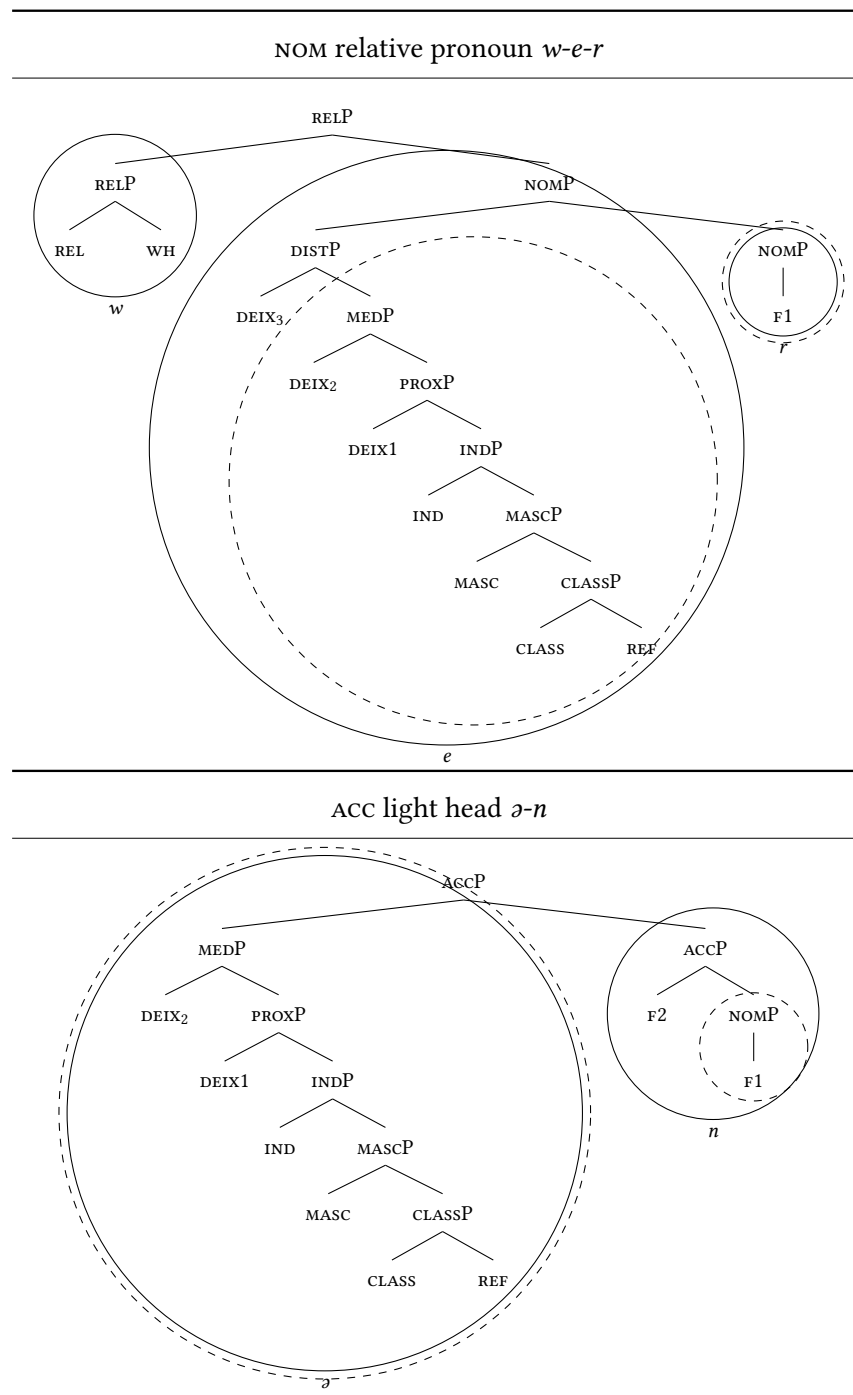 NOM relative pronoun w-e-r
RELP
RELP NOMP
REL WH DISTP NOMP
w DEIX₃ MEDP F1
r
DEIX₂ PROXP
DEIX1 INDP
IND MASCP
MASC CLASSP
CLASS REF
e
ACC light head ə-n
ACCP
MEDP ACCP
DEIX₂ PROXP F2 NOMP
DEIX1 INDP F1
n
IND MASCP
MASC CLASSP
CLASS REF
ə